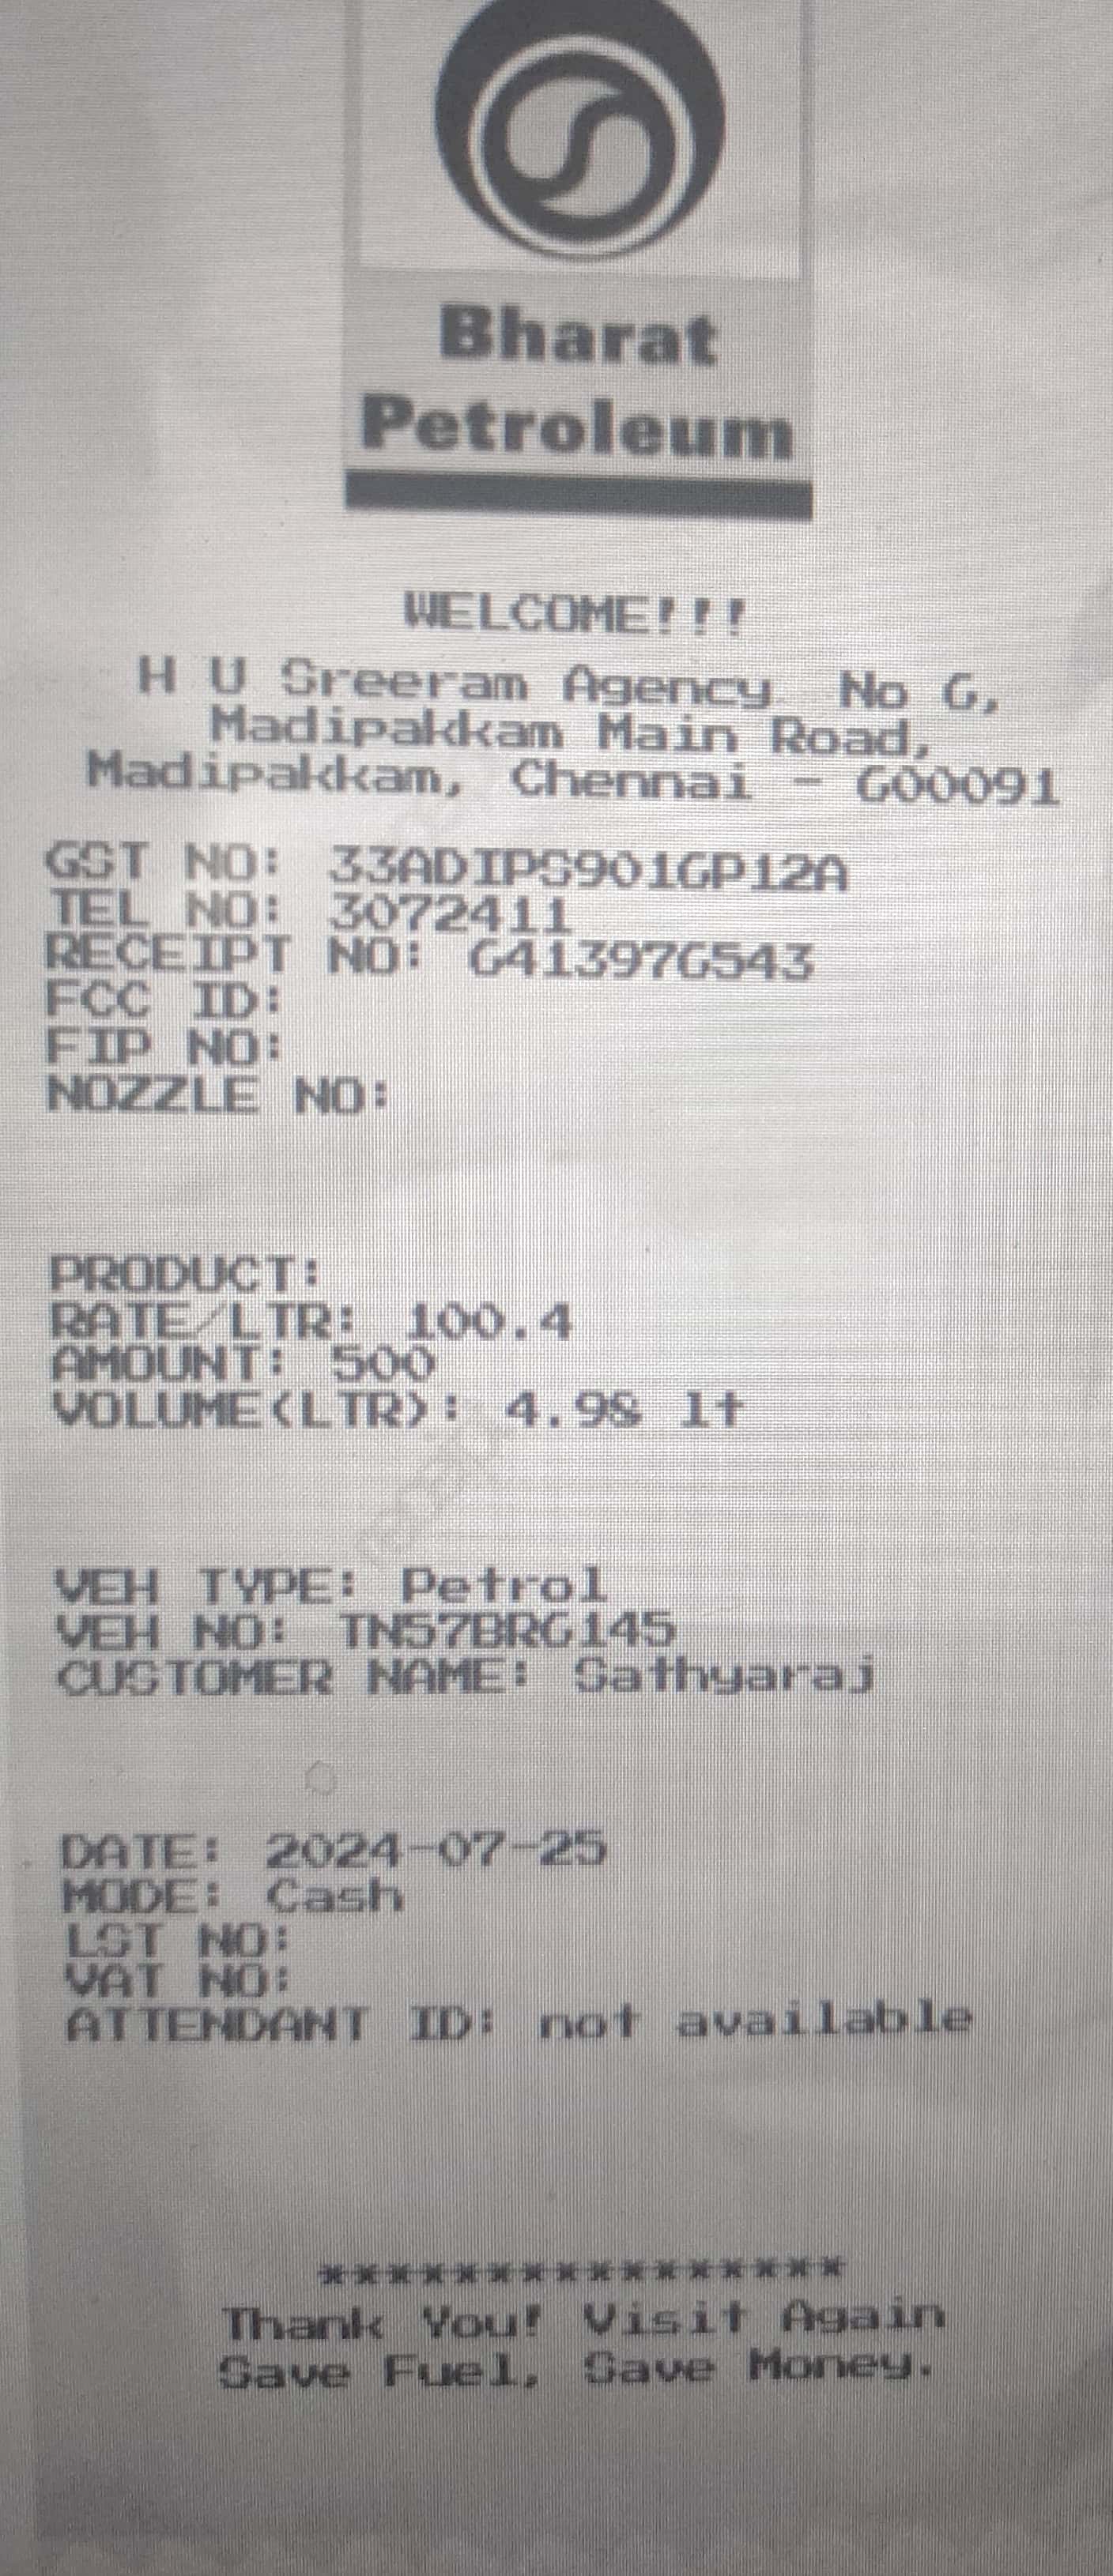 Bharat
Petroleum
WELCOME!!!
H U Sreeram Agency No 6,
Madipakkam Main Road,
Madipakkam, Chennai - 600091
GST NO: 33ADIPS9016P12A
TEL NO: 3072411
RECEIPT NO: 6413976543
FCC ID:
FIP NO:
NOZZLE NO:
PRODUCT:
RATE/LTR: 100.4
AMOUNT: 500
VOLUME(LTR): 4.98 lt
VEH TYPE: Petrol
VEH NO: TN57BR6145
CUSTOMER NAME: Sathyaraj
DATE: 2024-07-25
MODE: Cash
LST NO:
VAT NO:
ATTENDANT ID: not available
****************
Thank You! Visit Again
Save Fuel, Save Money.